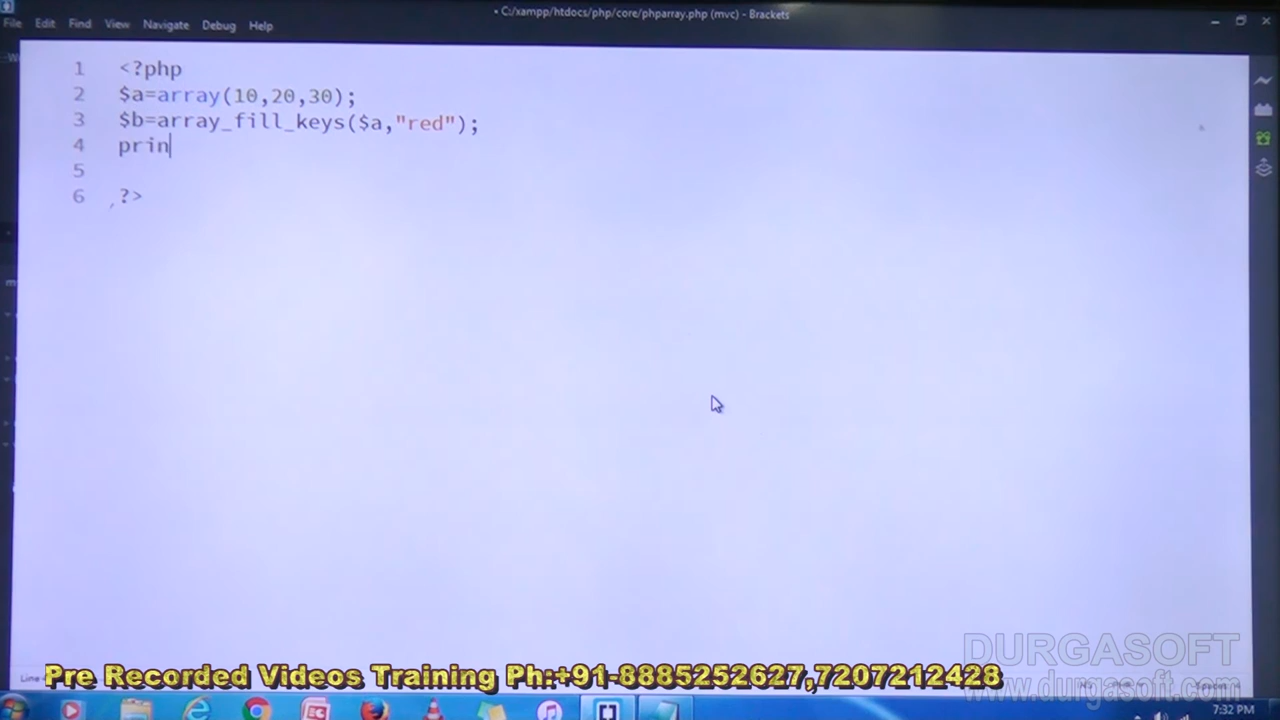 • C:/xampp/htdocs/php/core/phparray.php (mvc) - Brackets
File Edit Find View Navigate Debug Help
1 <?php
2 $a=array(10,20,30);
3 $b=array_fill_keys($a,"red");
4 prin
5
6 ?>
DURGASOFT
www.durgasoft.com
Pre Recorded Videos Training Ph:+91-8885252627,7207212428
7:32 PM